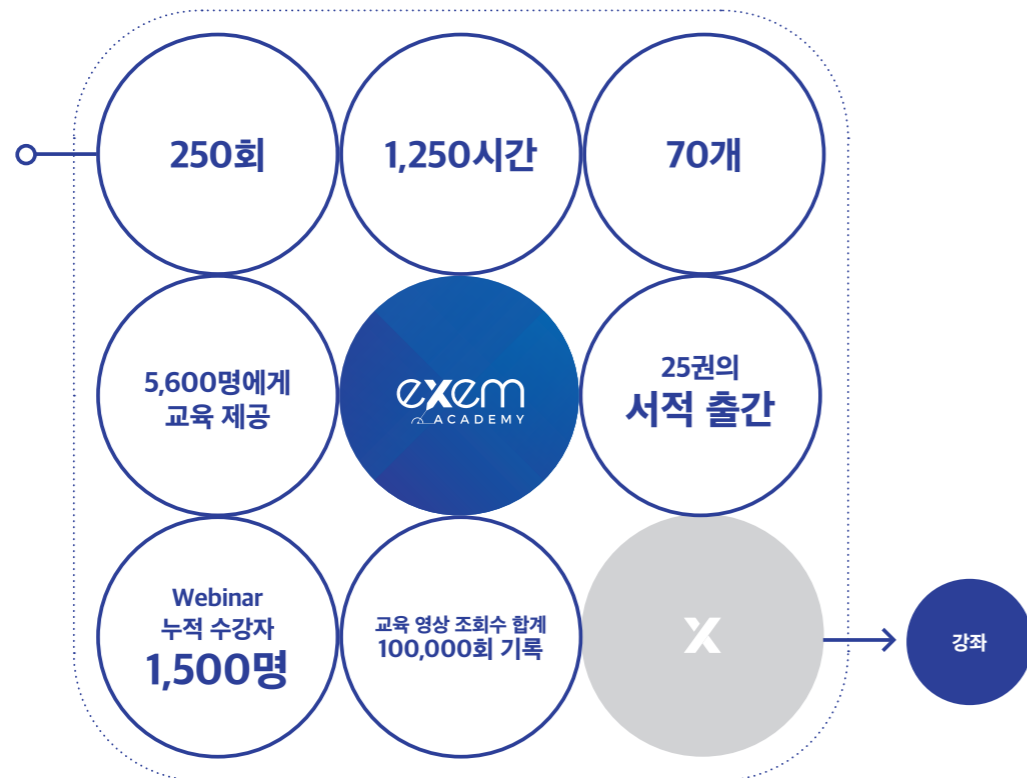 250회
1,250시간
70개
5,600명에게
교육 제공
exem
ACADEMY
25권의
서적 출간
Webinar
누적 수강자
1,500명
교육 영상 조회수 합계
100,000회 기록
X
강좌